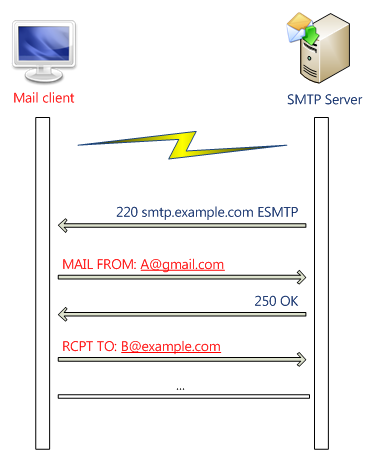 Mail client
SMTP Server
220 smtp.example.com ESMTP
MAIL FROM: A@gmail.com
250 OK
RCPT TO: B@example.com
...